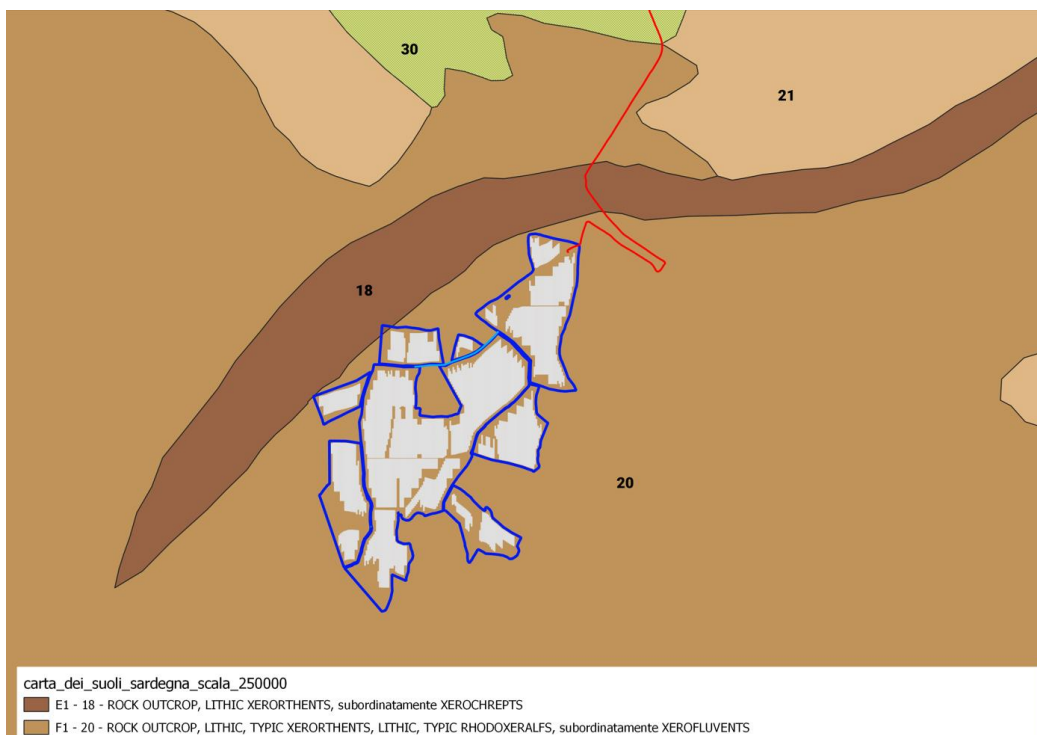 30
21
18
20
carta_dei_suoli_sardegna_scala_250000
E1 - 18 - ROCK OUTCROP, LITHIC XERORTHENTS, subordinatamente XEROCHREPTS
F1 - 20 - ROCK OUTCROP, LITHIC, TYPIC XERORTHENTS, LITHIC, TYPIC RHODOXERALFS, subordinatamente XEROFLUVENTS